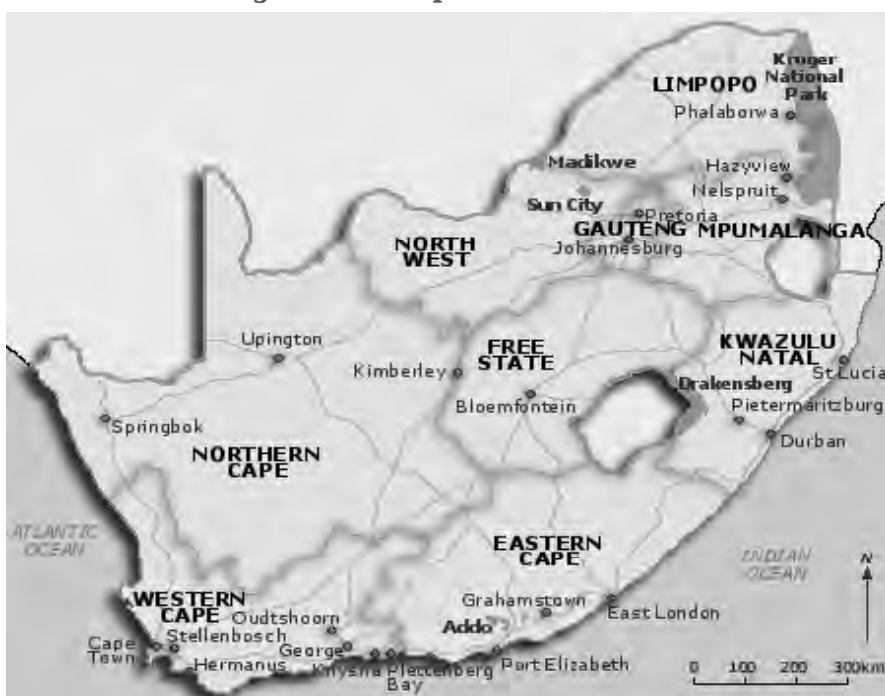 Kruger
National
Park
LIMPOPO
Phalaborwa
Madikwe
Hazyview
Nelspruit
Sun City
Pretoria
GAUTENG
MPUMALANGA
Johannesburg
NORTH
WEST
Upington
Kimberley
FREE
STATE
KWAZULU
NATAL
St Lucia
Drakensberg
Bloemfontein
Pietermaritzburg
Durban
Springbok
NORTHERN
CAPE
ATLANTIC
OCEAN
EASTERN
CAPE
INDIAN
OCEAN
N
WESTERN
CAPE
Oudtshoorn
Grahamstown
East London
Addo
Cape
Town
Stellenbosch
George
Hermanus
Knysna
Plettenberg
Bay
Port Elizabeth
0 100 200 300km